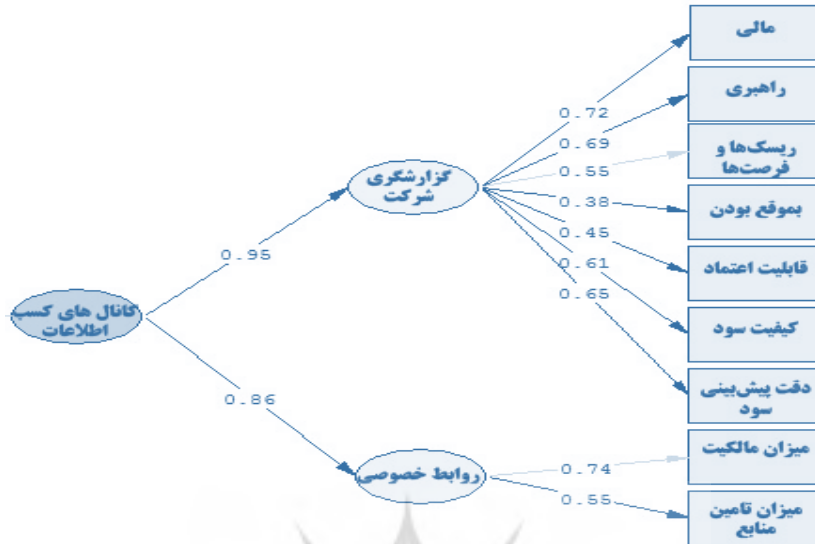 مالی
راهبری
ریسک‌ها و
فرصت‌ها
بموقع بودن
قابلیت اعتماد
کیفیت سود
دقت پیش‌بینی
سود
میزان مالکیت
میزان تامین
منابع
گزارشگری
شرکت
روابط خصوصی
کانال های کسب
اطلاعات
0.72
0.69
0.55
0.38
0.45
0.61
0.65
0.95
0.86
0.74
0.55